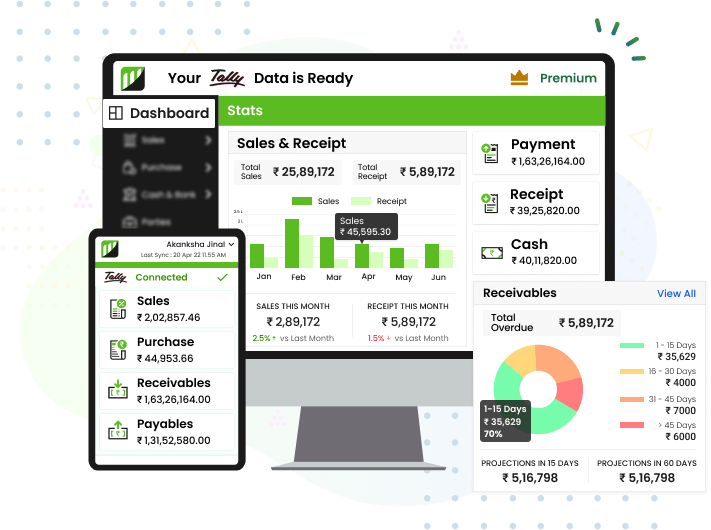 Your Tally Data is Ready
Premium
Dashboard
Stats
Sales
Purchase
Cash & Bank
Parties
Sales & Receipt
Total Sales ₹ 25,89,172
Total Receipt ₹ 5,89,172
Sales Receipt
2.5 L
2 L
Sales
₹ 45,595.30
Jan Feb Mar Apr May Jun
SALES THIS MONTH
₹ 2,89,172
2.5% ↑ vs Last Month
RECEIPT THIS MONTH
₹ 5,89,172
1.5% ↓ vs Last Month
Payment
₹ 1,63,26,164.00
Receipt
₹ 39,25,820.00
Cash
₹ 40,11,820.00
Akanksha Jinal
Last Sync : 20 Apr 22 11.55 AM
Tally Connected
Sales
₹ 2,02,857.46
Purchase
₹ 44,953.66
Receivables
₹ 1,63,26,164.00
Payables
₹ 1,31,52,580.00
Receivables View All
Total Overdue ₹ 5,89,172
1 - 15 Days
₹ 35,629
16 - 30 Days
₹ 4000
31 - 45 Days
₹ 7000
> 45 Days
₹ 6000
1-15 Days
₹ 35,629
70%
PROJECTIONS IN 15 DAYS
₹ 5,16,798
PROJECTIONS IN 60 DAYS
₹ 5,16,798